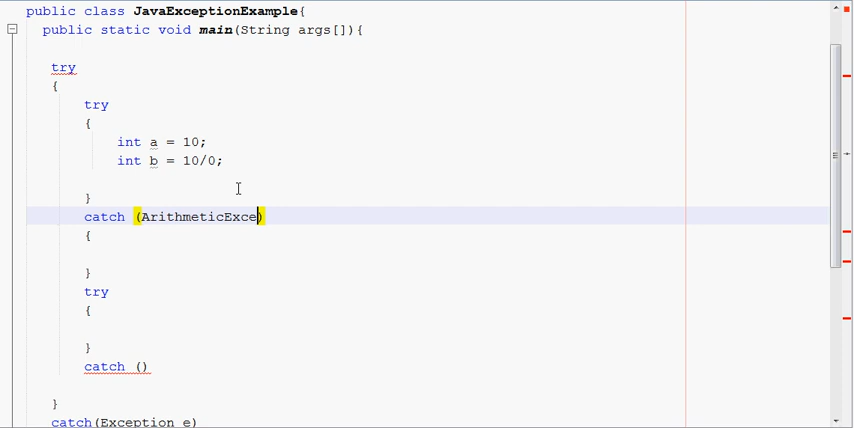 public class JavaExceptionExample{
public static void main(String args[]){
try
{
try
{
int a = 10;
int b = 10/0;
}
catch (ArithmeticExce)
{
}
try
{
}
catch ()
}
catch(Exception e)